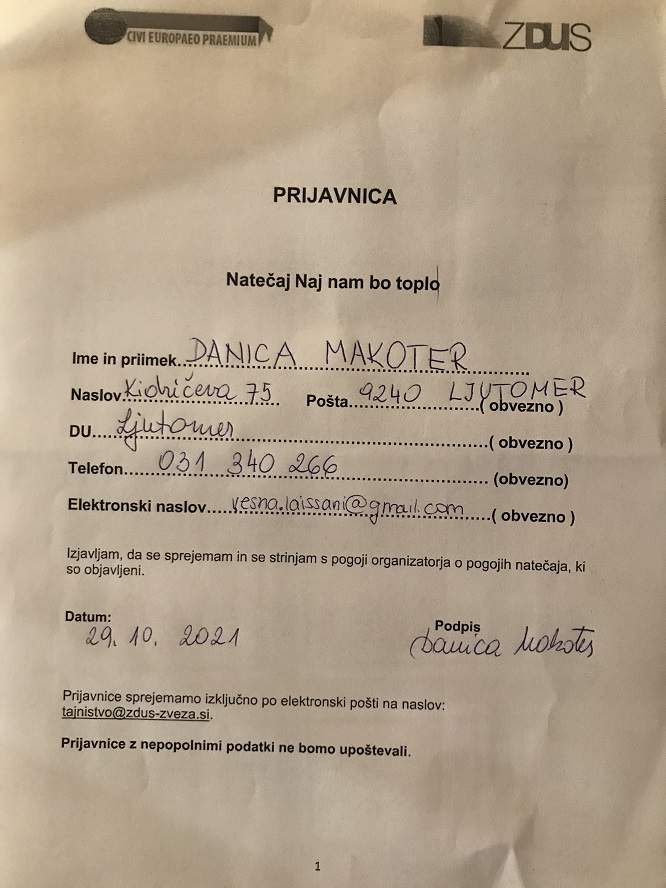 CIVI EUROPAEO PRAEMIUM
ZDUS
PRIJAVNICA
Natečaj Naj nam bo toplo
Ime in priimek...DANICA MAKOTER
Naslov.Kidričeva 75 Pošta..9240 LJUTOMER.( obvezno )
DU....Ljutomer...( obvezno )
Telefon....031 340 266... (obvezno)
Elektronski naslov....vesna.laissani@gmail.com...( obvezno )
Izjavljam, da se sprejemam in se strinjam s pogoji organizatorja o pogojih natečaja, ki
so objavljeni.
Datum: Podpis
29. 10. 2021 Danica Makoter
Prijavnice sprejemamo izključno po elektronski pošti na naslov:
tajnistvo@zdus-zveza.si.
Prijavnice z nepopolnimi podatki ne bomo upoštevali.
1